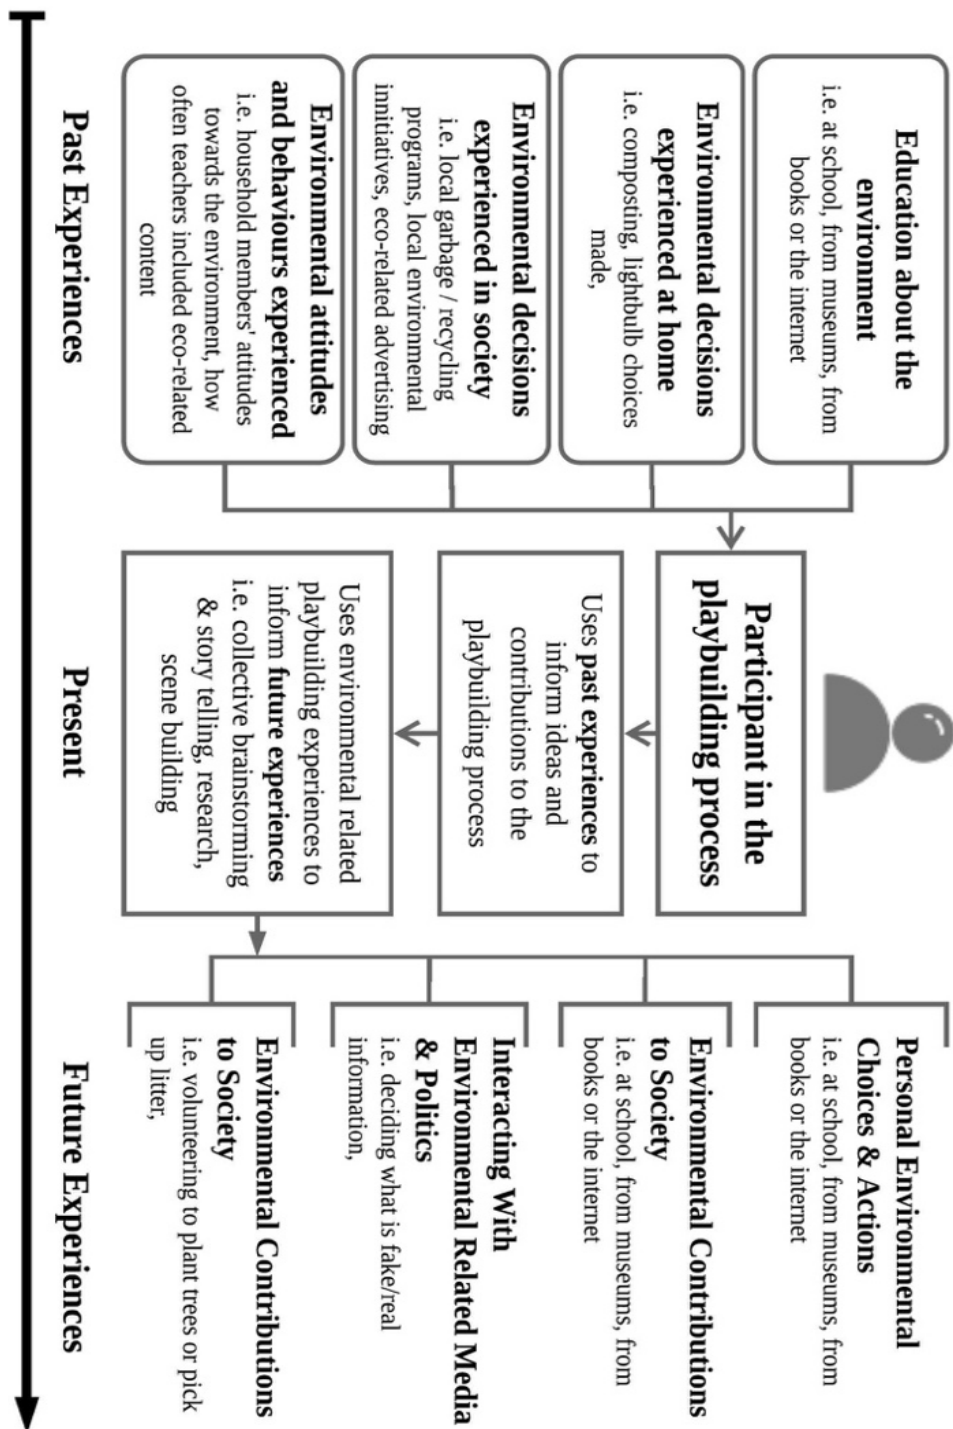 Education about the
environment
i.e. at school, from museums, from
books or the internet
Environmental decisions
experienced at home
i.e. composting, lightbulb choices
made,
Environmental decisions
experienced in society
i.e. local garbage / recycling
programs, local environmental
innitiatives, eco-related advertising
Environmental attitudes
and behaviours experienced
i.e. household members' attitudes
towards the environment, how
often teachers included eco-related
content
Past Experiences
Participant in the
playbuilding process
Uses past experiences to
inform ideas and
contributions to the
playbuilding process
Uses environmental related
playbuilding experiences to
inform future experiences
i.e. collective brainstorming
& story telling, research,
scene building
Present
Personal Environmental
Choices & Actions
i.e. at school, from museums, from
books or the internet
Environmental Contributions
to Society
i.e. at school, from museums, from
books or the internet
Interacting With
Environmental Related Media
& Politics
i.e. deciding what is fake/real
information,
Environmental Contributions
to Society
i.e. volunteering to plant trees or pick
up litter,
Future Experiences